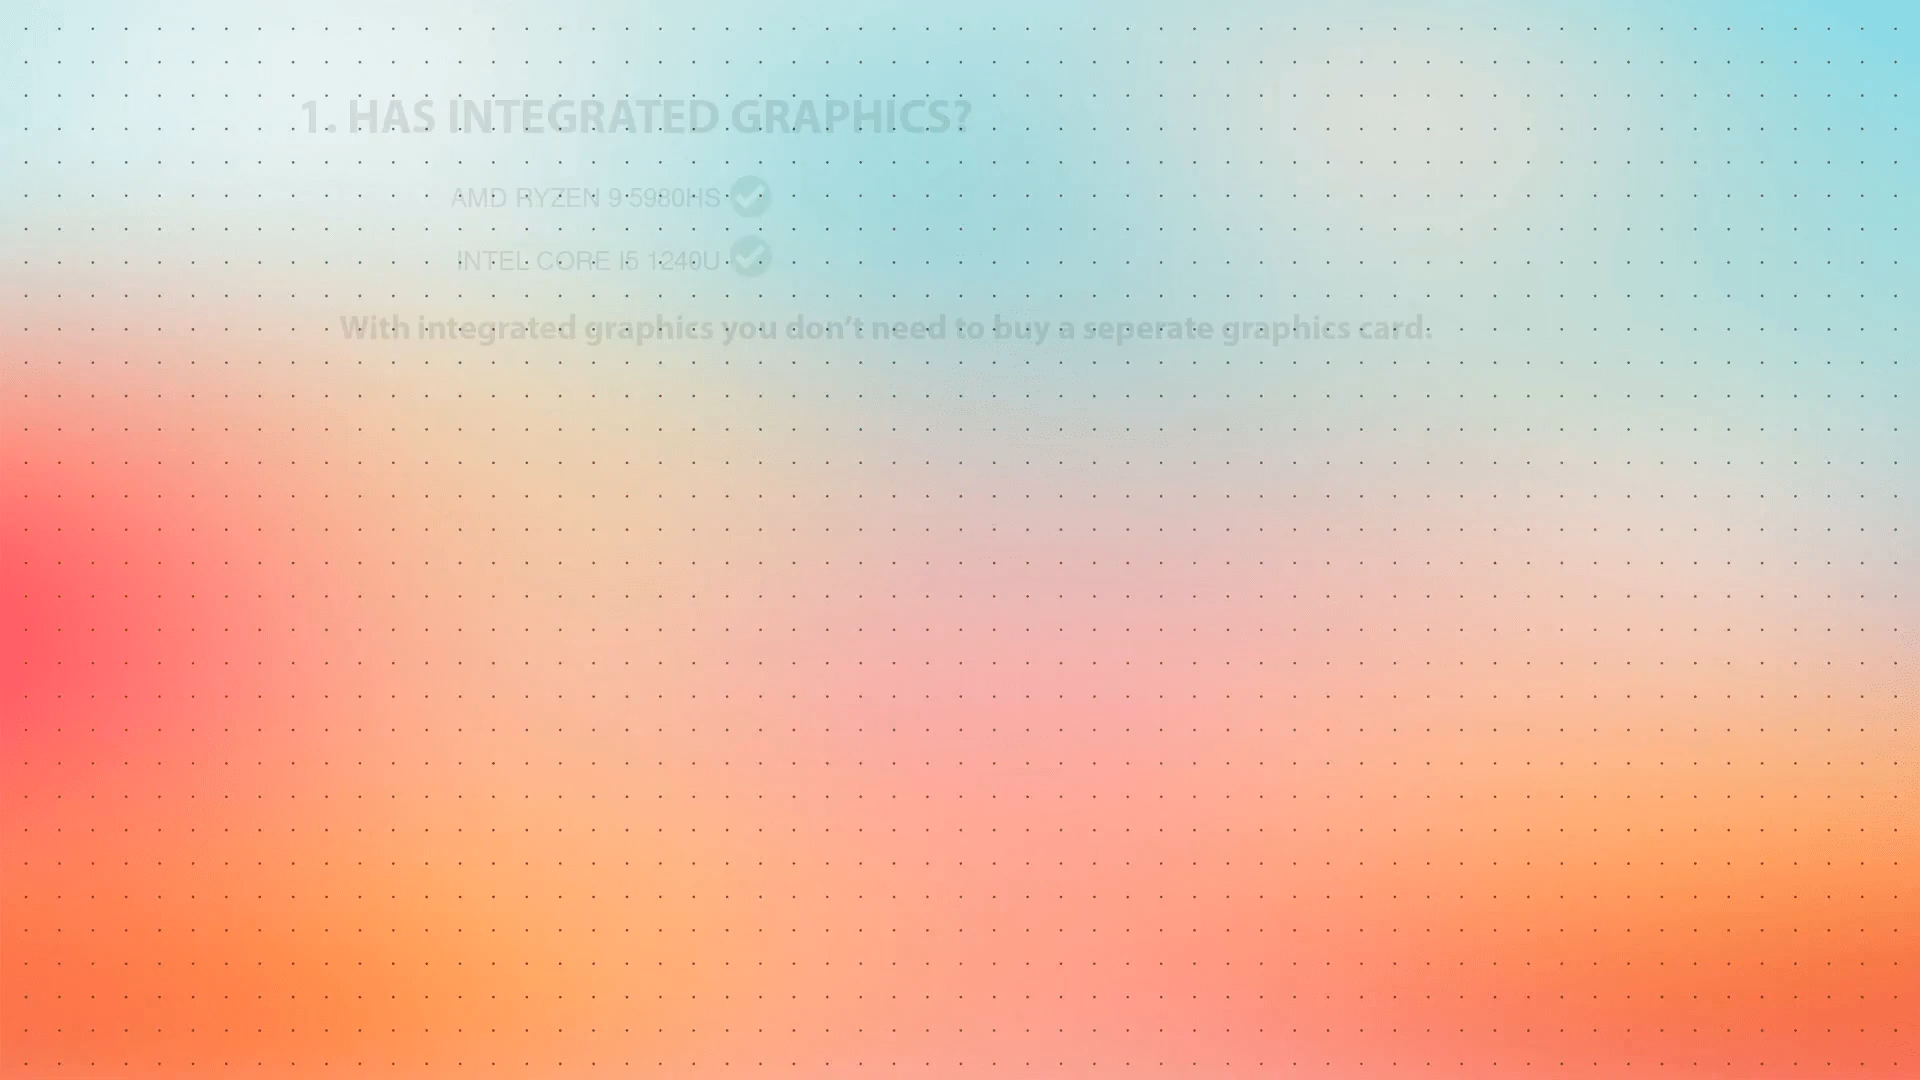 1. HAS INTEGRATED GRAPHICS?
AMD RYZEN 9 5980HS
INTEL CORE I5 1240U
With integrated graphics you don’t need to buy a seperate graphics card.